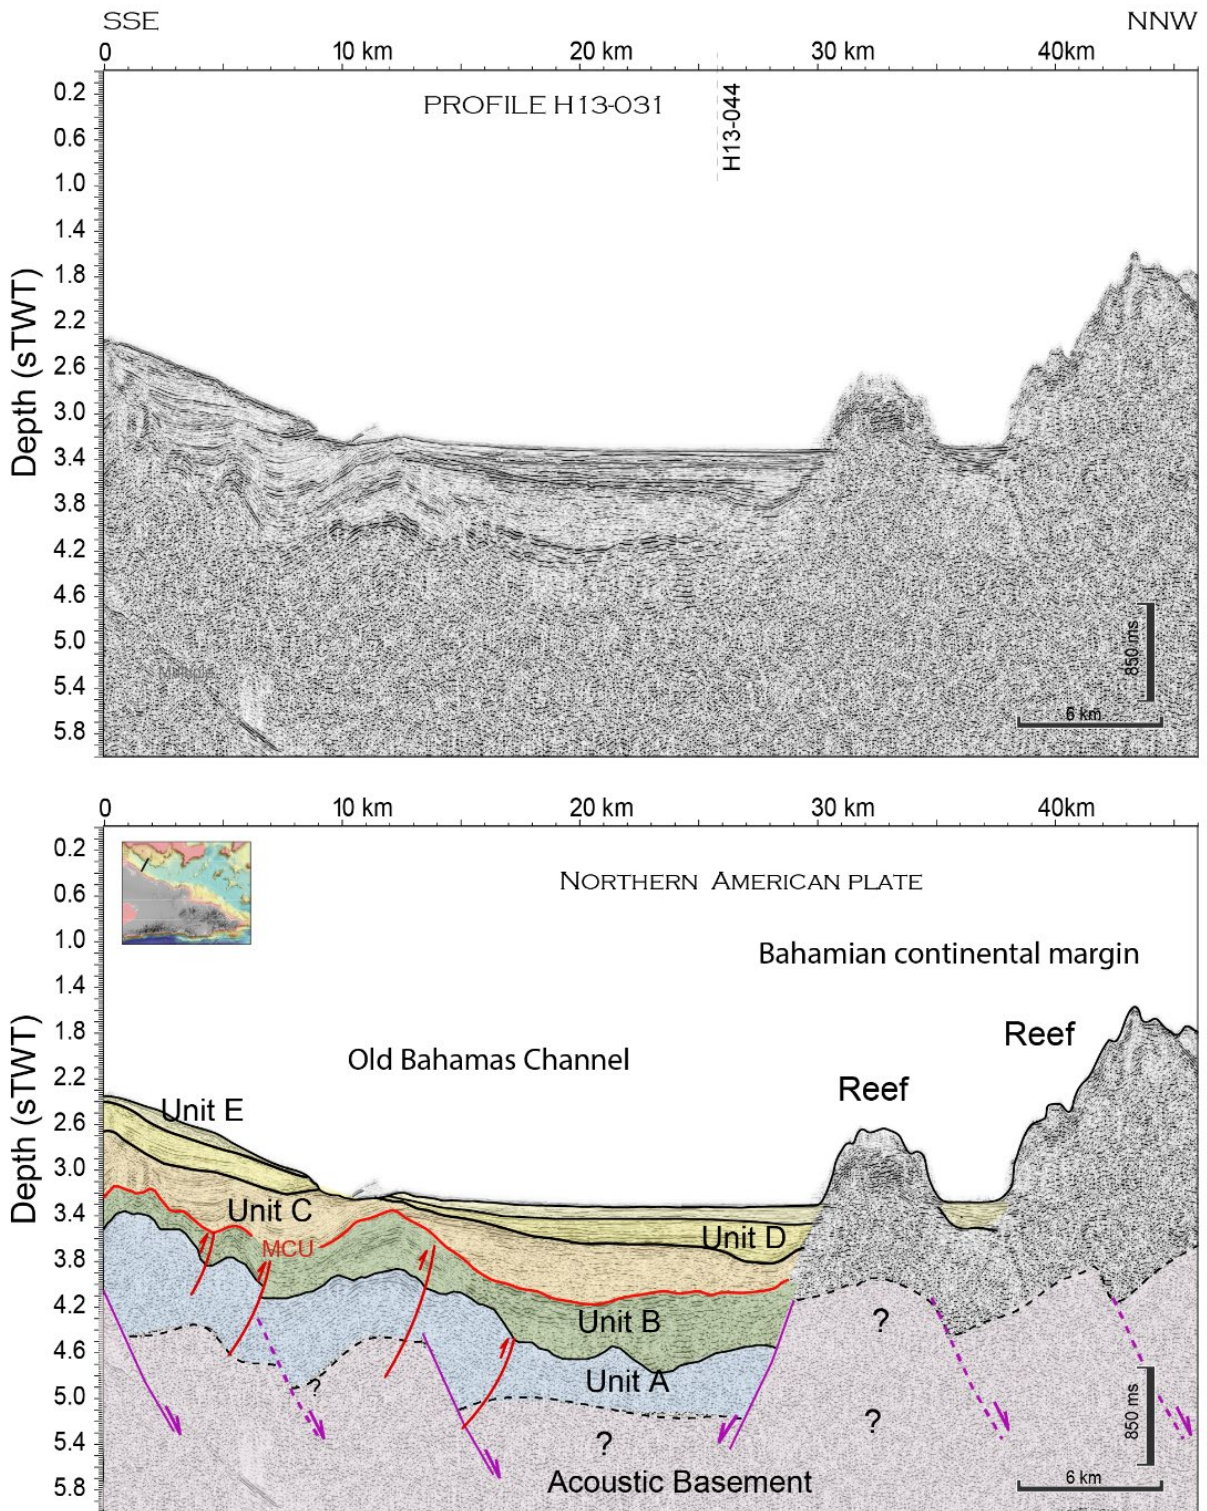 SSE NNW
0 10 km 20 km 30 km 40km
0.2
0.6
1.0
1.4
1.8
2.2
2.6
3.0
3.4
3.8
4.2
4.6
5.0
5.4
5.8
Depth (sTWT)
PROFILE H13-031
H13-044
Multiple
850 ms
6 km
0 10 km 20 km 30 km 40km
0.2
0.6
1.0
1.4
1.8
2.2
2.6
3.0
3.4
3.8
4.2
4.6
5.0
5.4
5.8
Depth (sTWT)
NORTHERN AMERICAN PLATE
Bahamian continental margin
Reef
Old Bahamas Channel
Reef
Unit E
Unit C
MCU
Unit D
Unit B
?
Unit A
?
?
?
Acoustic Basement
850 ms
6 km